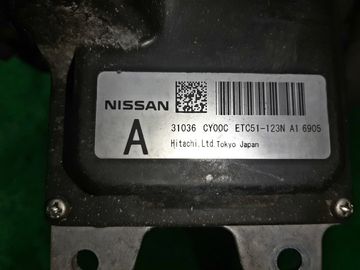 NISSAN
A
31036 CY00C ETC51-123N A1 6905
Hitachi.Ltd.Tokyo Japan